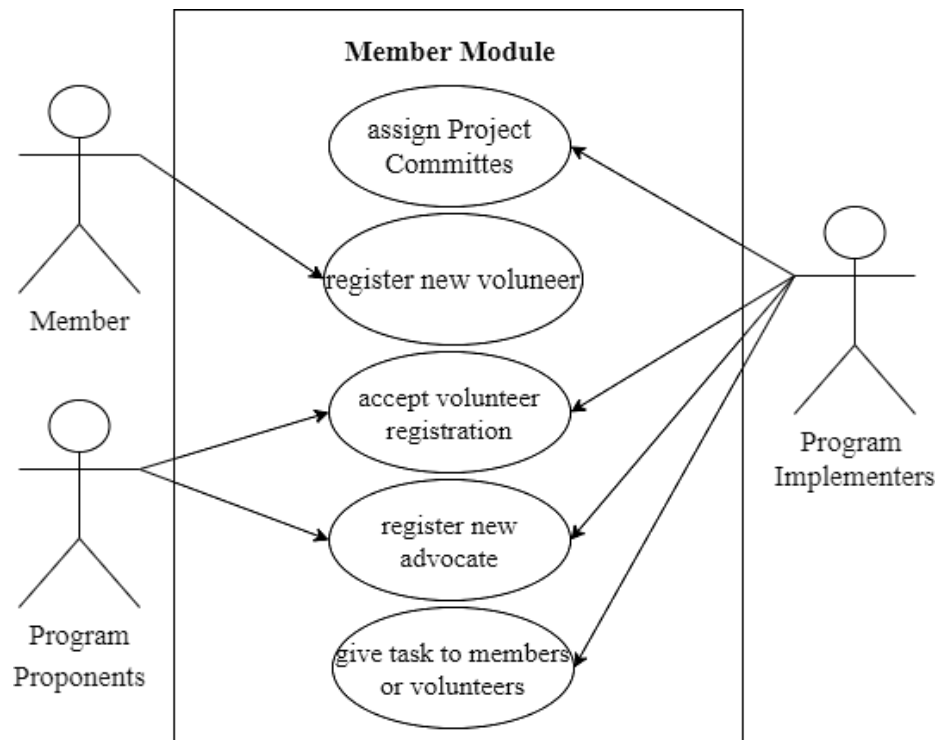 Member Module
assign Project
Committes
register new voluneer
Member
accept volunteer
registration
Program
Implementers
register new
advocate
Program
Proponents
give task to members
or volunteers